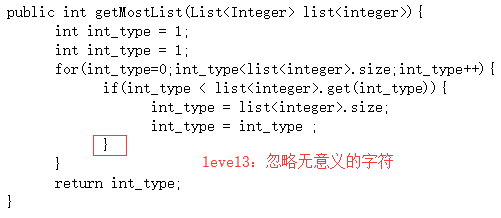 public int getMostList(List<Integer> list<integer>){
int int_type = 1;
int int_type = 1;
for(int_type=0;int_type<list<integer>.size;int_type++){
if(int_type < list<integer>.get(int_type)){
int_type = list<integer>.size;
int_type = int_type ;
}
}
level3：忽略无意义的字符
return int_type;
}